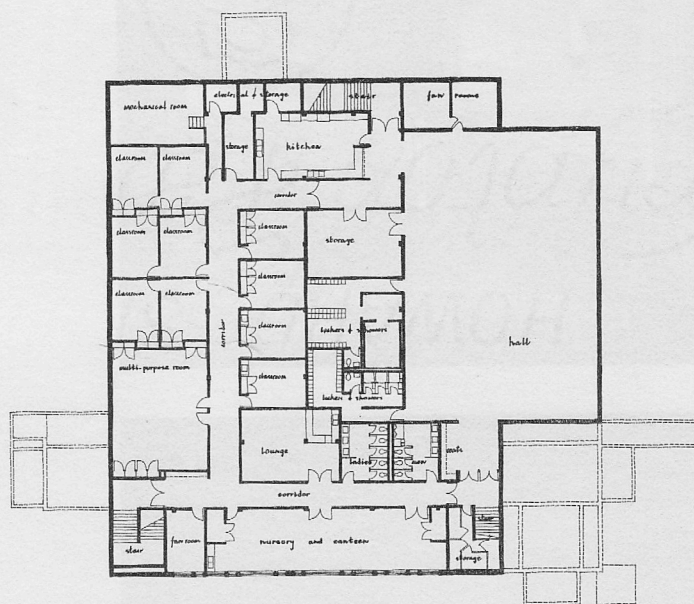 electrical & storage
stair
fan rooms
mechanical room
storage
kitchen
classroom
classroom
corridor
classroom
classroom
classroom
storage
classroom
classroom
classroom
corridor
classroom
lockers & showers
hall
multi-purpose room
classroom
lockers & showers
lounge
ladies
men
coats
corridor
stair
stair
fan room
nursery and canteen
storage